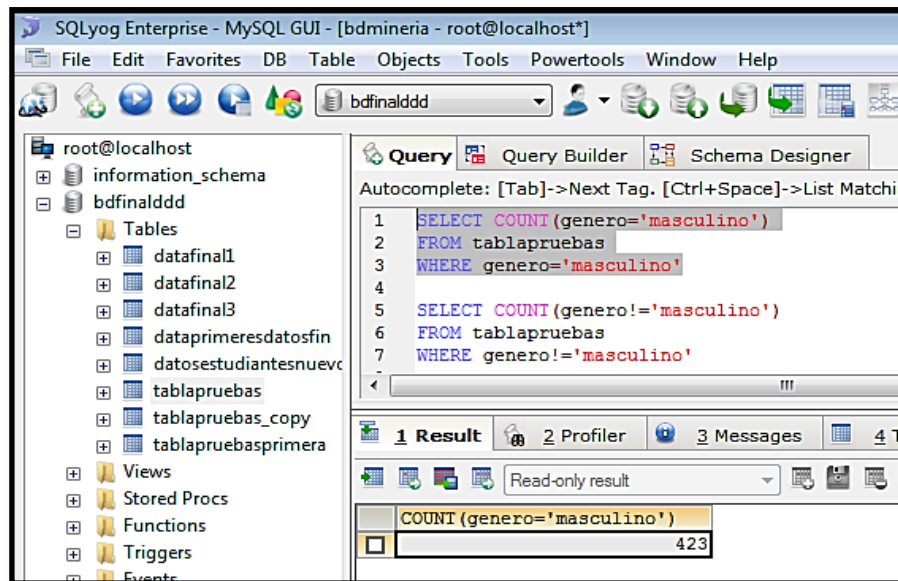 SQLyog Enterprise - MySQL GUI - [bdmineria - root@localhost*]
File Edit Favorites DB Table Objects Tools Powertools Window Help
bdfinalddd
root@localhost
information_schema
bdfinalddd
Tables
datafinal1
datafinal2
datafinal3
dataprimeresdatosfin
datosestudiantesnuevo
tablapruebas
tablapruebas_copy
tablapruebasprimera
Views
Stored Procs
Functions
Triggers
Events
Query Query Builder Schema Designer
Autocomplete: [Tab]->Next Tag. [Ctrl+Space]->List Matchi
1 SELECT COUNT(genero='masculino')
2 FROM tablapruebas
3 WHERE genero='masculino'
4
5 SELECT COUNT(genero!='masculino')
6 FROM tablapruebas
7 WHERE genero!='masculino'
1 Result 2 Profiler 3 Messages 4 T
Read-only result
COUNT(genero='masculino')
423